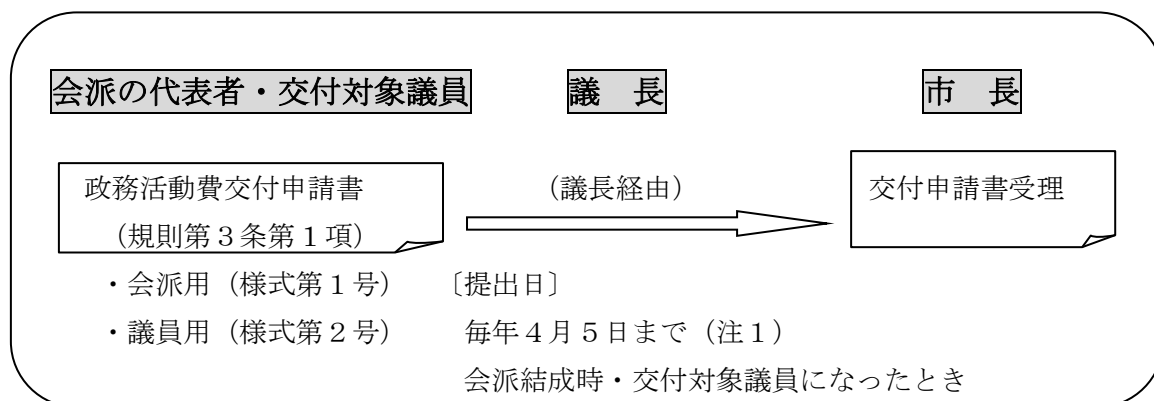 会派の代表者・交付対象議員　議　長　市　長
政務活動費交付申請書　（議長経由）　交付申請書受理
（規則第３条第１項）
・会派用（様式第１号）　〔提出日〕
・議員用（様式第２号）　毎年４月５日まで（注１）
会派結成時・交付対象議員になったとき